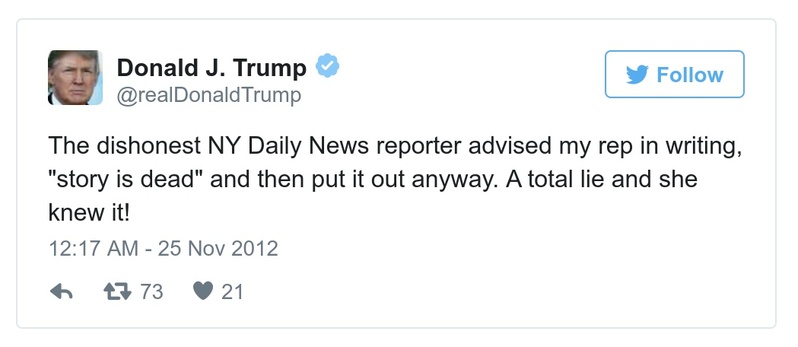 Donald J. Trump
@realDonaldTrump
Follow
The dishonest NY Daily News reporter advised my rep in writing,
"story is dead" and then put it out anyway. A total lie and she
knew it!
12:17 AM - 25 Nov 2012
73 21